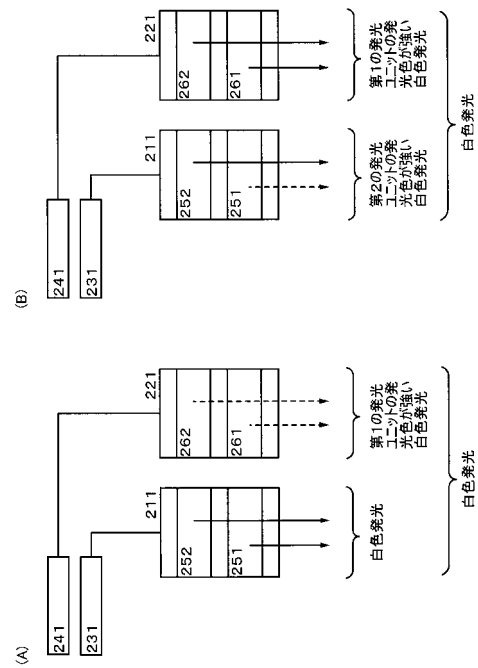 (A)
241
231
211
221
252
251
262
261
白色発光
第1の発光
ユニットの発
光色が強い
白色発光
白色発光
(B)
241
231
211
221
252
251
262
261
第2の発光
ユニットの発
光色が強い
白色発光
第1の発光
ユニットの発
光色が強い
白色発光
白色発光